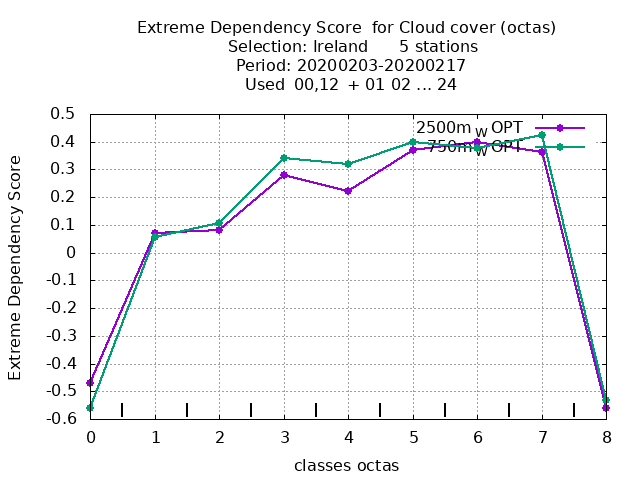 Extreme Dependency Score  for Cloud cover (octas)
Selection: Ireland      5 stations
Period: 20200203-20200217
Used  00,12  + 01 02 ... 24
0.5
0.4
0.3
0.2
0.1
0
-0.1
-0.2
-0.3
-0.4
-0.5
-0.6
Extreme Dependency Score
2500m W OPT
750m W OPT
0 1 2 3 4 5 6 7 8
classes octas